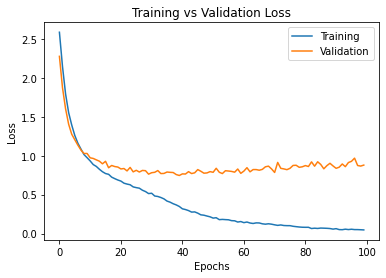 Training vs Validation Loss
Training
Validation
Loss
2.5
2.0
1.5
1.0
0.5
0.0
0 20 40 60 80 100
Epochs